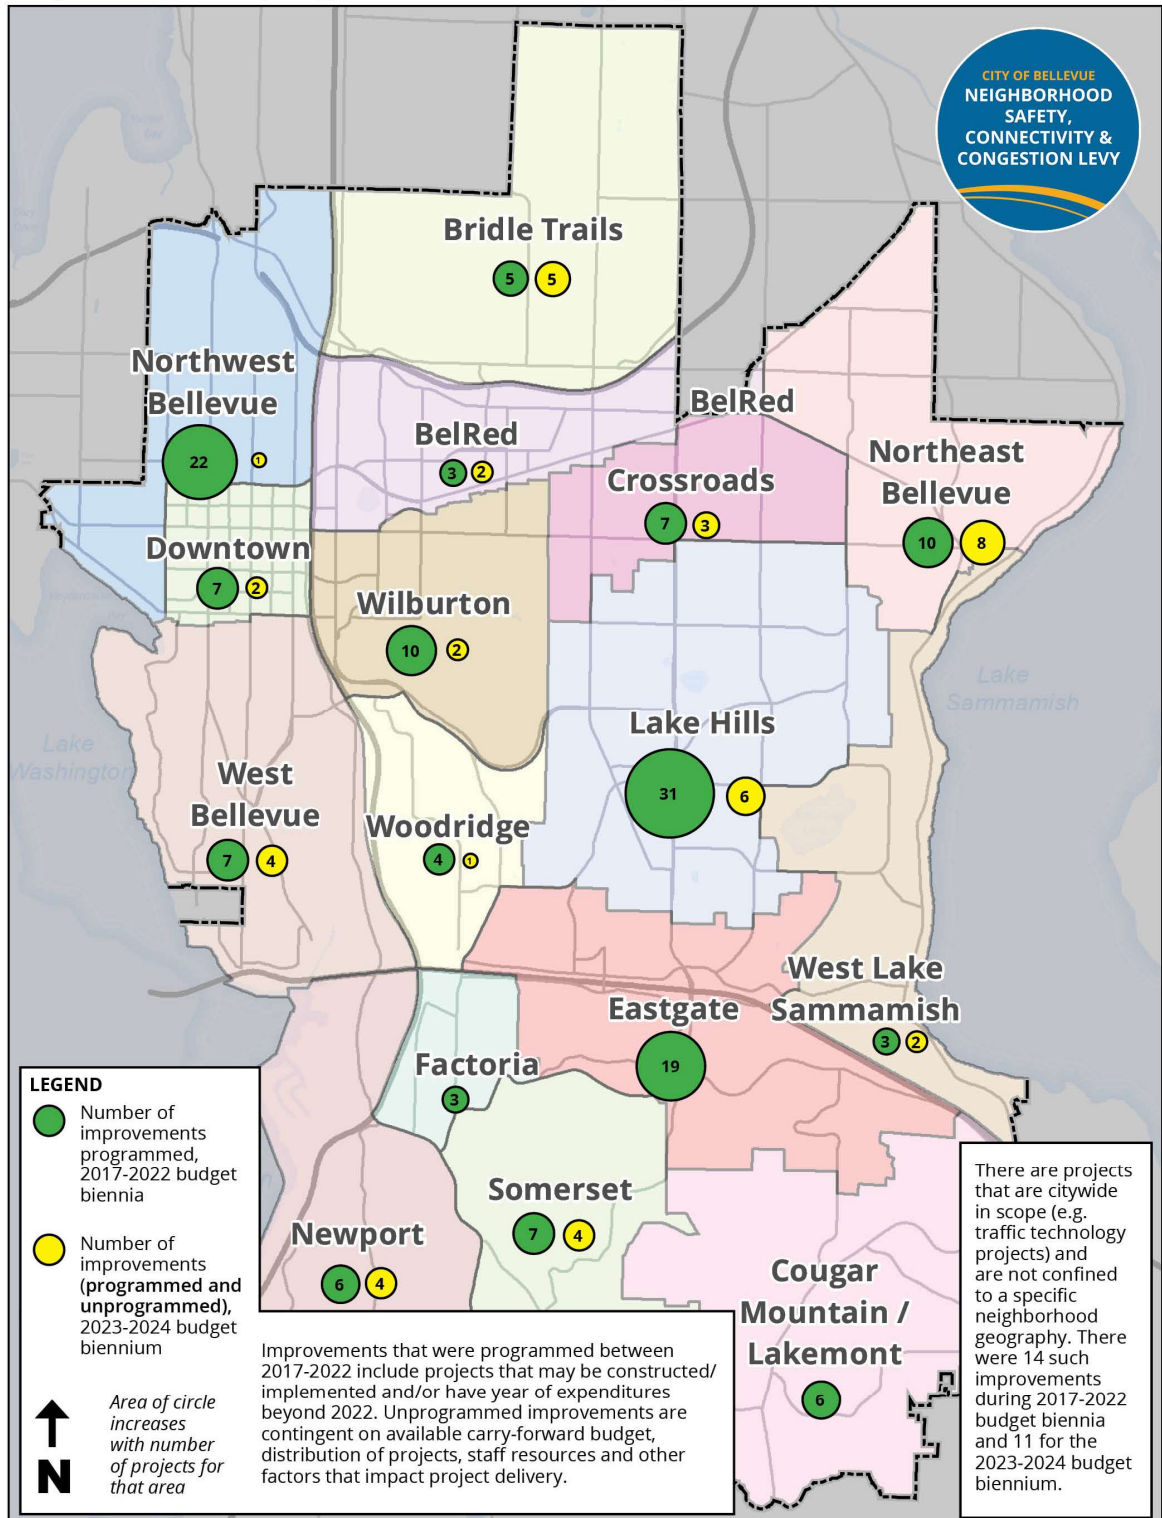 CITY OF BELLEVUE
NEIGHBORHOOD
SAFETY,
CONNECTIVITY &
CONGESTION LEVY
Bridle Trails
5
5
Northwest
Bellevue
22
1
BelRed
BelRed
3
2
Crossroads
7
3
Northeast
Bellevue
10
8
Downtown
7
2
Wilburton
10
2
Lake
Sammamish
Lake
Washington
Lake Hills
31
6
West
Bellevue
7
4
Woodridge
4
1
West Lake
Sammamish
3
2
Eastgate
19
Factoria
3
Somerset
7
4
Newport
6
4
Cougar
Mountain /
Lakemont
6
LEGEND
Number of
improvements
programmed,
2017-2022 budget
biennia
Number of
improvements
(programmed and
unprogrammed),
2023-2024 budget
biennium
Area of circle
increases
with number
of projects for
that area
N
Improvements that were programmed between
2017-2022 include projects that may be constructed/
implemented and/or have year of expenditures
beyond 2022. Unprogrammed improvements are
contingent on available carry-forward budget,
distribution of projects, staff resources and other
factors that impact project delivery.
There are projects
that are citywide
in scope (e.g.
traffic technology
projects) and
are not confined
to a specific
neighborhood
geography. There
were 14 such
improvements
during 2017-2022
budget biennia
and 11 for the
2023-2024 budget
biennium.